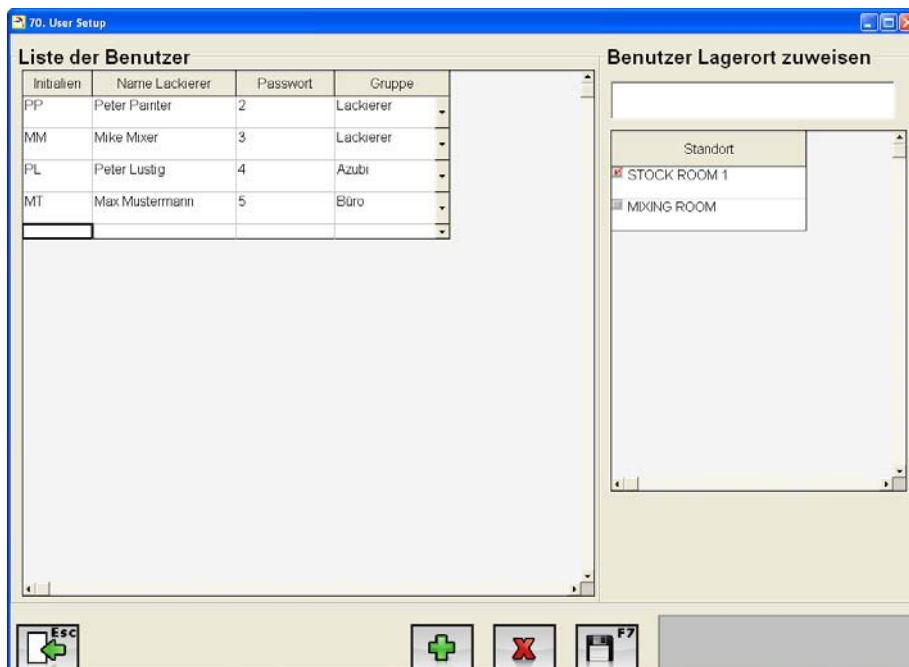 70. User Setup
Liste der Benutzer
Initialien Name Lackierer Passwort Gruppe
PP Peter Painter 2 Lackierer
MM Mike Mixer 3 Lackierer
PL Peter Lustig 4 Azubi
MT Max Mustermann 5 Büro
Benutzer Lagerort zuweisen
Standort
STOCK ROOM 1
MIXING ROOM
Esc
F7